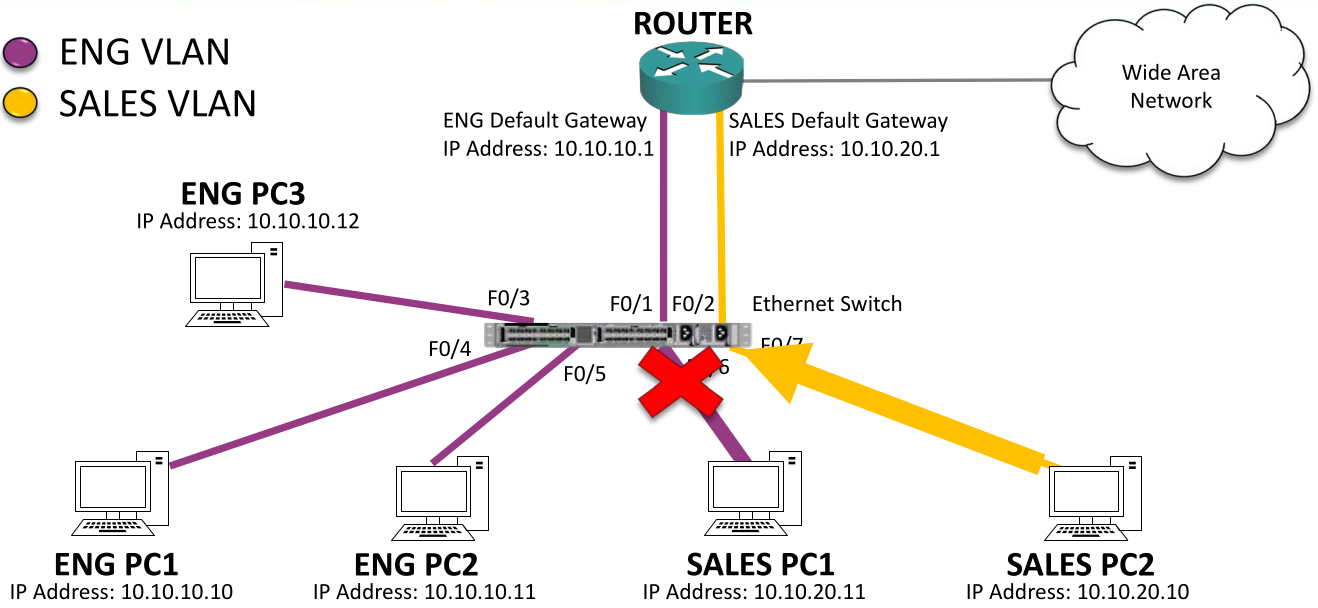 ROUTER
ENG VLAN
SALES VLAN
Wide Area
Network
ENG Default Gateway
IP Address: 10.10.10.1
SALES Default Gateway
IP Address: 10.10.20.1
ENG PC3
IP Address: 10.10.10.12
F0/3
F0/1
F0/2
Ethernet Switch
F0/4
F0/5
F0/7
ENG PC1
IP Address: 10.10.10.10
ENG PC2
IP Address: 10.10.10.11
SALES PC1
IP Address: 10.10.20.11
SALES PC2
IP Address: 10.10.20.10